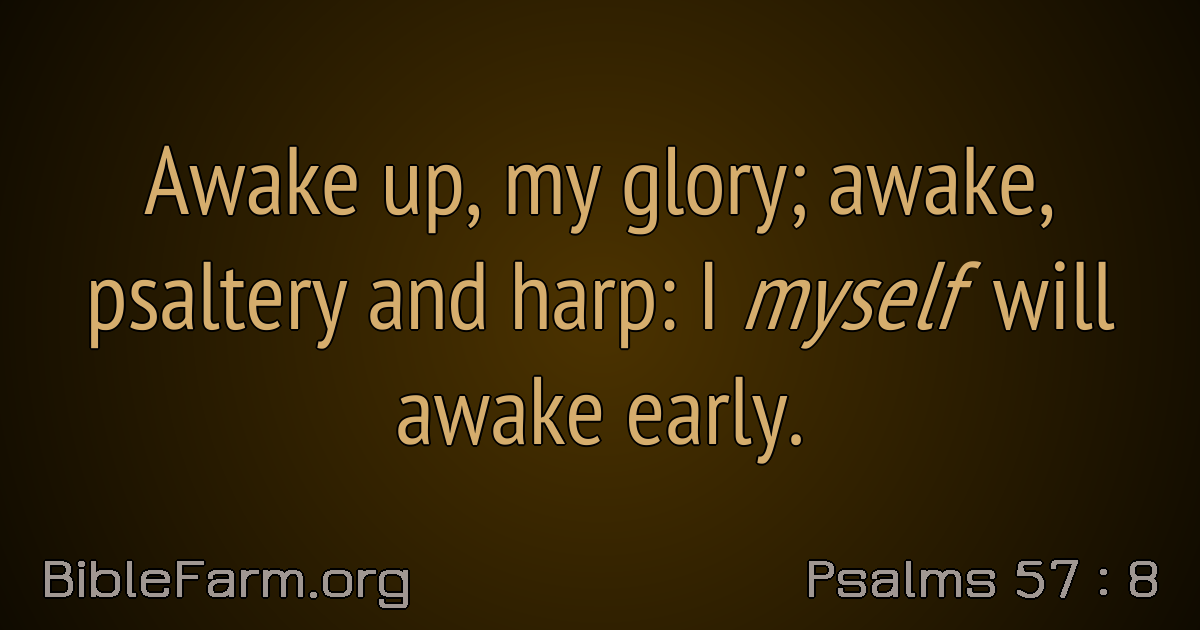 Awake up, my glory; awake,
psaltery and harp: I myself will
awake early.
BibleFarm.org
Psalms 57 : 8